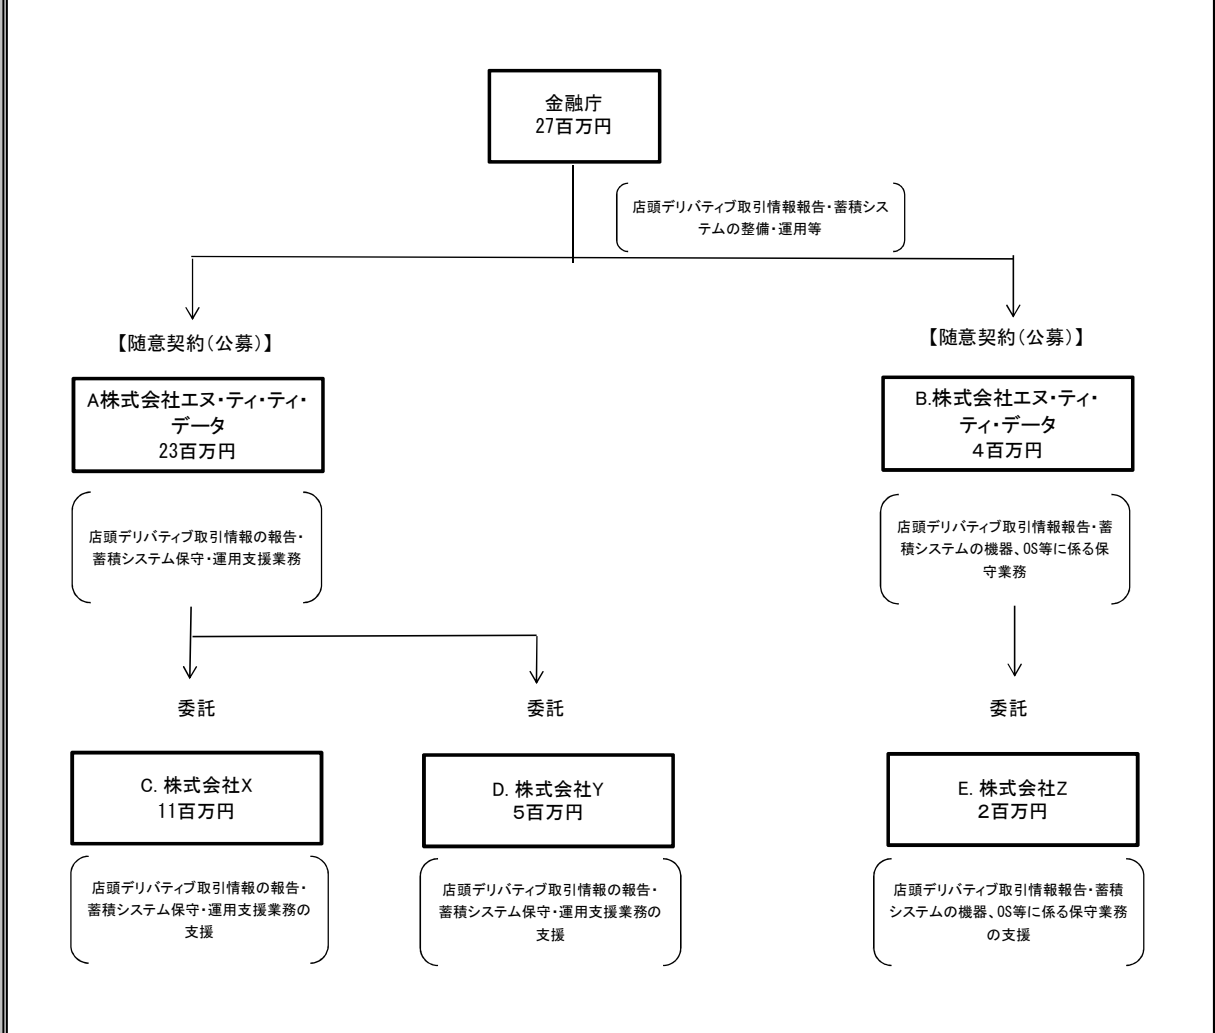 金融庁
27百万円
店頭デリバティブ取引情報報告・蓄積シス
テムの整備・運用等
【随意契約(公募)】
【随意契約(公募)】
A株式会社エヌ・ティ・ティ・
データ
23百万円
B.株式会社エヌ・ティ・
ティ・データ
4百万円
店頭デリバティブ取引情報の報告・
蓄積システム保守・運用支援業務
店頭デリバティブ取引情報報告・蓄
積システムの機器、OS等に係る保
守業務
委託
委託
委託
C. 株式会社X
11百万円
D. 株式会社Y
5百万円
E. 株式会社Z
2百万円
店頭デリバティブ取引情報の報告・
蓄積システム保守・運用支援業務の
支援
店頭デリバティブ取引情報の報告・
蓄積システム保守・運用支援業務の
支援
店頭デリバティブ取引情報報告・蓄積
システムの機器、OS等に係る保守業務
の支援